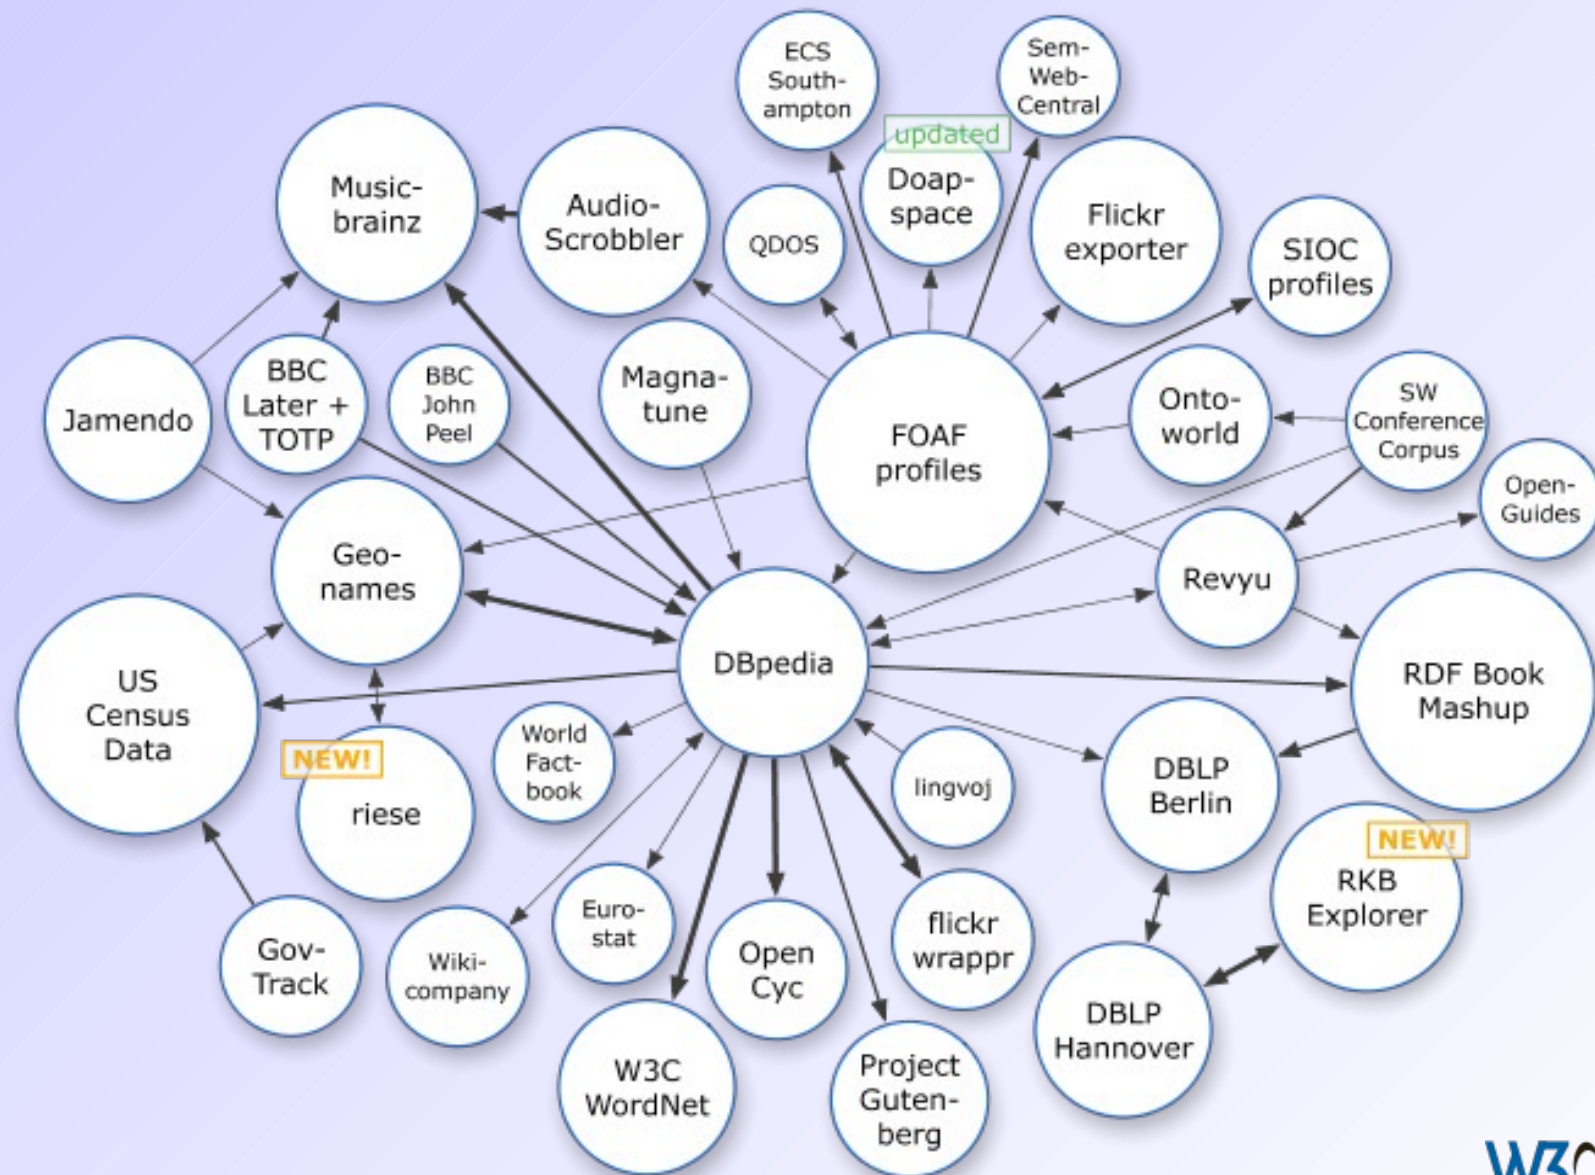 ECS
South-
ampton
Sem-
Web-
Central
updated
Doap-
space
Music-
brainz
Audio-
Scrobbler
QDOS
Flickr
exporter
SIOC
profiles
Jamendo
BBC
Later +
TOTP
BBC
John
Peel
Magna-
tune
FOAF
profiles
Onto-
world
SW
Conference
Corpus
Open-
Guides
Geo-
names
Revyu
US
Census
Data
DBpedia
RDF Book
Mashup
NEW!
riese
World
Fact-
book
lingvoj
DBLP
Berlin
NEW!
RKB
Explorer
Gov-
Track
Wiki-
company
Euro-
stat
Open
Cyc
flickr
wrappr
DBLP
Hannover
W3C
WordNet
Project
Guten-
berg
W3C